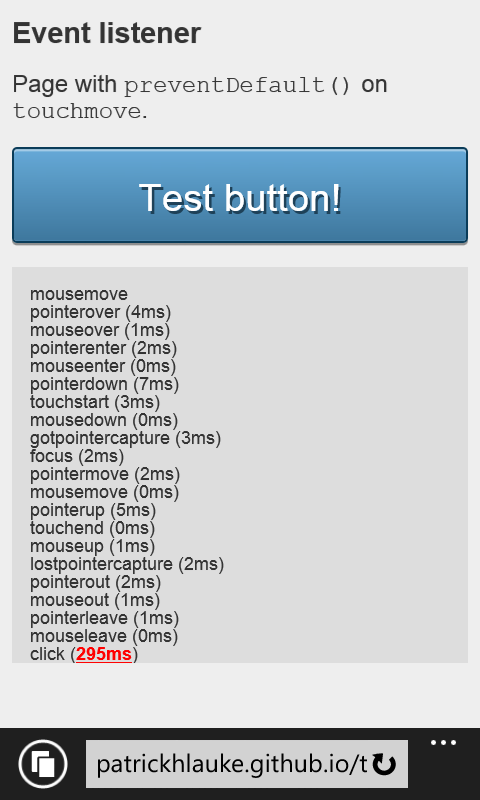 Event listener
Page with preventDefault() on
touchmove.
Test button!
mousemove
pointerover (4ms)
mouseover (1ms)
pointerenter (2ms)
mouseenter (0ms)
pointerdown (7ms)
touchstart (3ms)
mousedown (0ms)
gotpointercapture (3ms)
focus (2ms)
pointermove (2ms)
mousemove (0ms)
pointerup (5ms)
touchend (0ms)
mouseup (1ms)
lostpointercapture (2ms)
pointerout (2ms)
mouseout (1ms)
pointerleave (1ms)
mouseleave (0ms)
click (295ms)
patrickhlauke.github.io/t